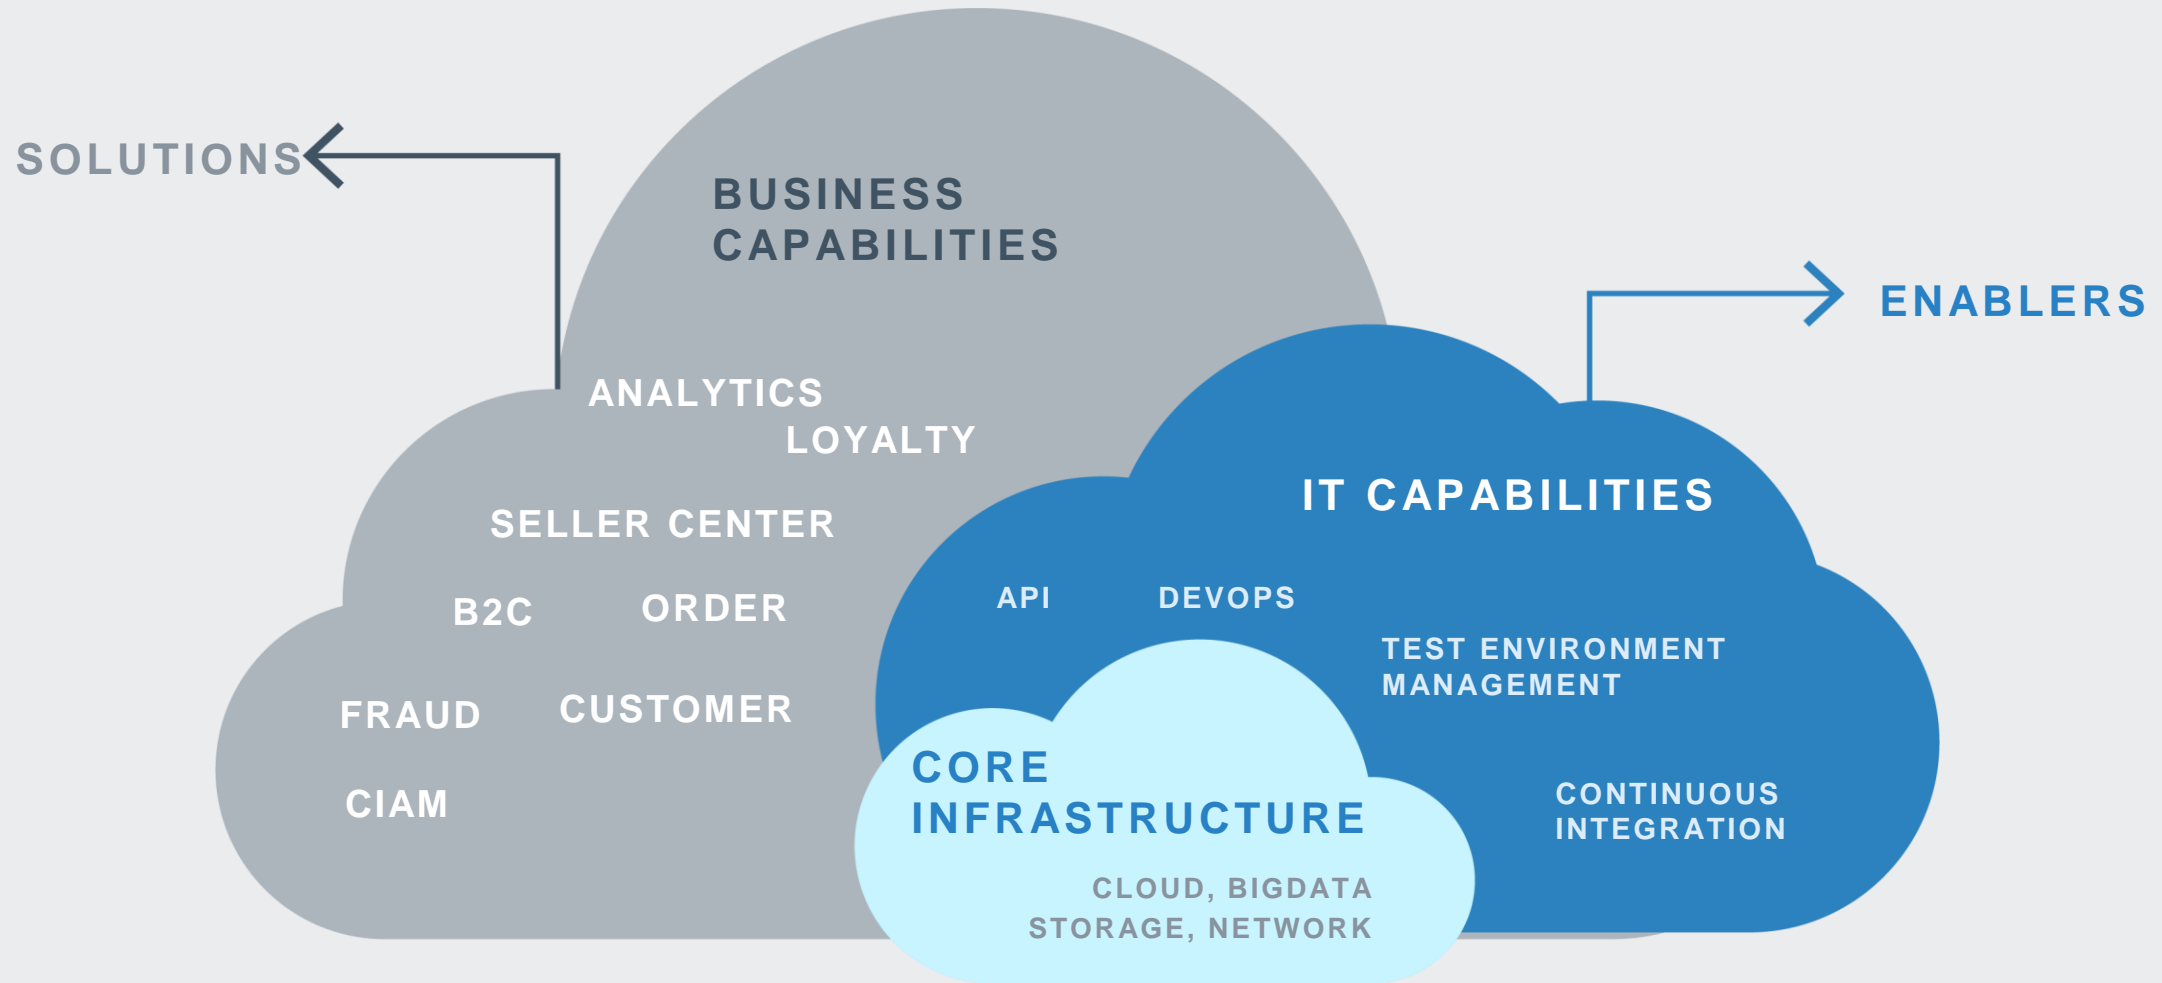 SOLUTIONS
BUSINESS
CAPABILITIES
ENABLERS
ANALYTICS
LOYALTY
IT CAPABILITIES
SELLER CENTER
API
DEVOPS
B2C
ORDER
TEST ENVIRONMENT
MANAGEMENT
FRAUD
CUSTOMER
CORE
INFRASTRUCTURE
CIAM
CONTINUOUS
INTEGRATION
CLOUD, BIGDATA
STORAGE, NETWORK